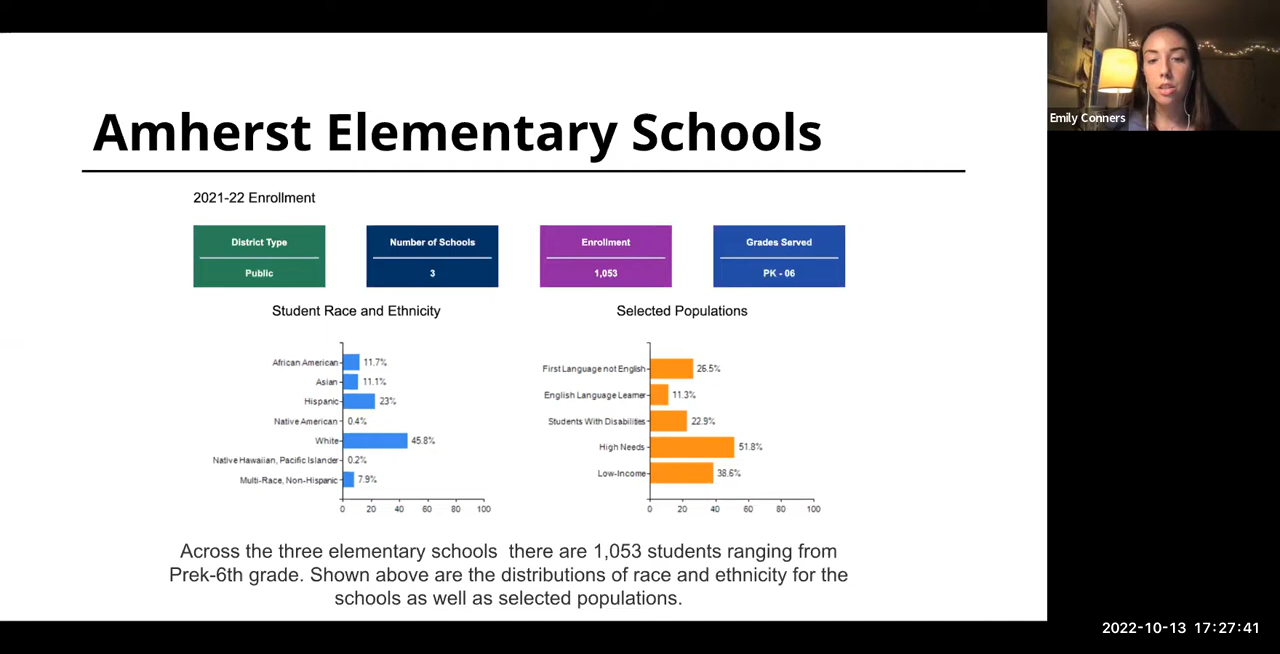 Amherst Elementary Schools
Emily Conners
2021-22 Enrollment
District Type
Public
Number of Schools
3
Enrollment
1,053
Grades Served
PK - 06
Student Race and Ethnicity
African American 11.7%
Asian 11.1%
Hispanic 23%
Native American 0.4%
White 45.8%
Native Hawaiian, Pacific Islander 0.2%
Multi-Race, Non-Hispanic 7.9%
0 20 40 60 80 100
Selected Populations
First Language not English 26.5%
English Language Learner 11.3%
Students With Disabilities 22.9%
High Needs 51.8%
Low-Income 38.6%
0 20 40 60 80 100
Across the three elementary schools there are 1,053 students ranging from
Prek-6th grade. Shown above are the distributions of race and ethnicity for the
schools as well as selected populations.
2022-10-13 17:27:41